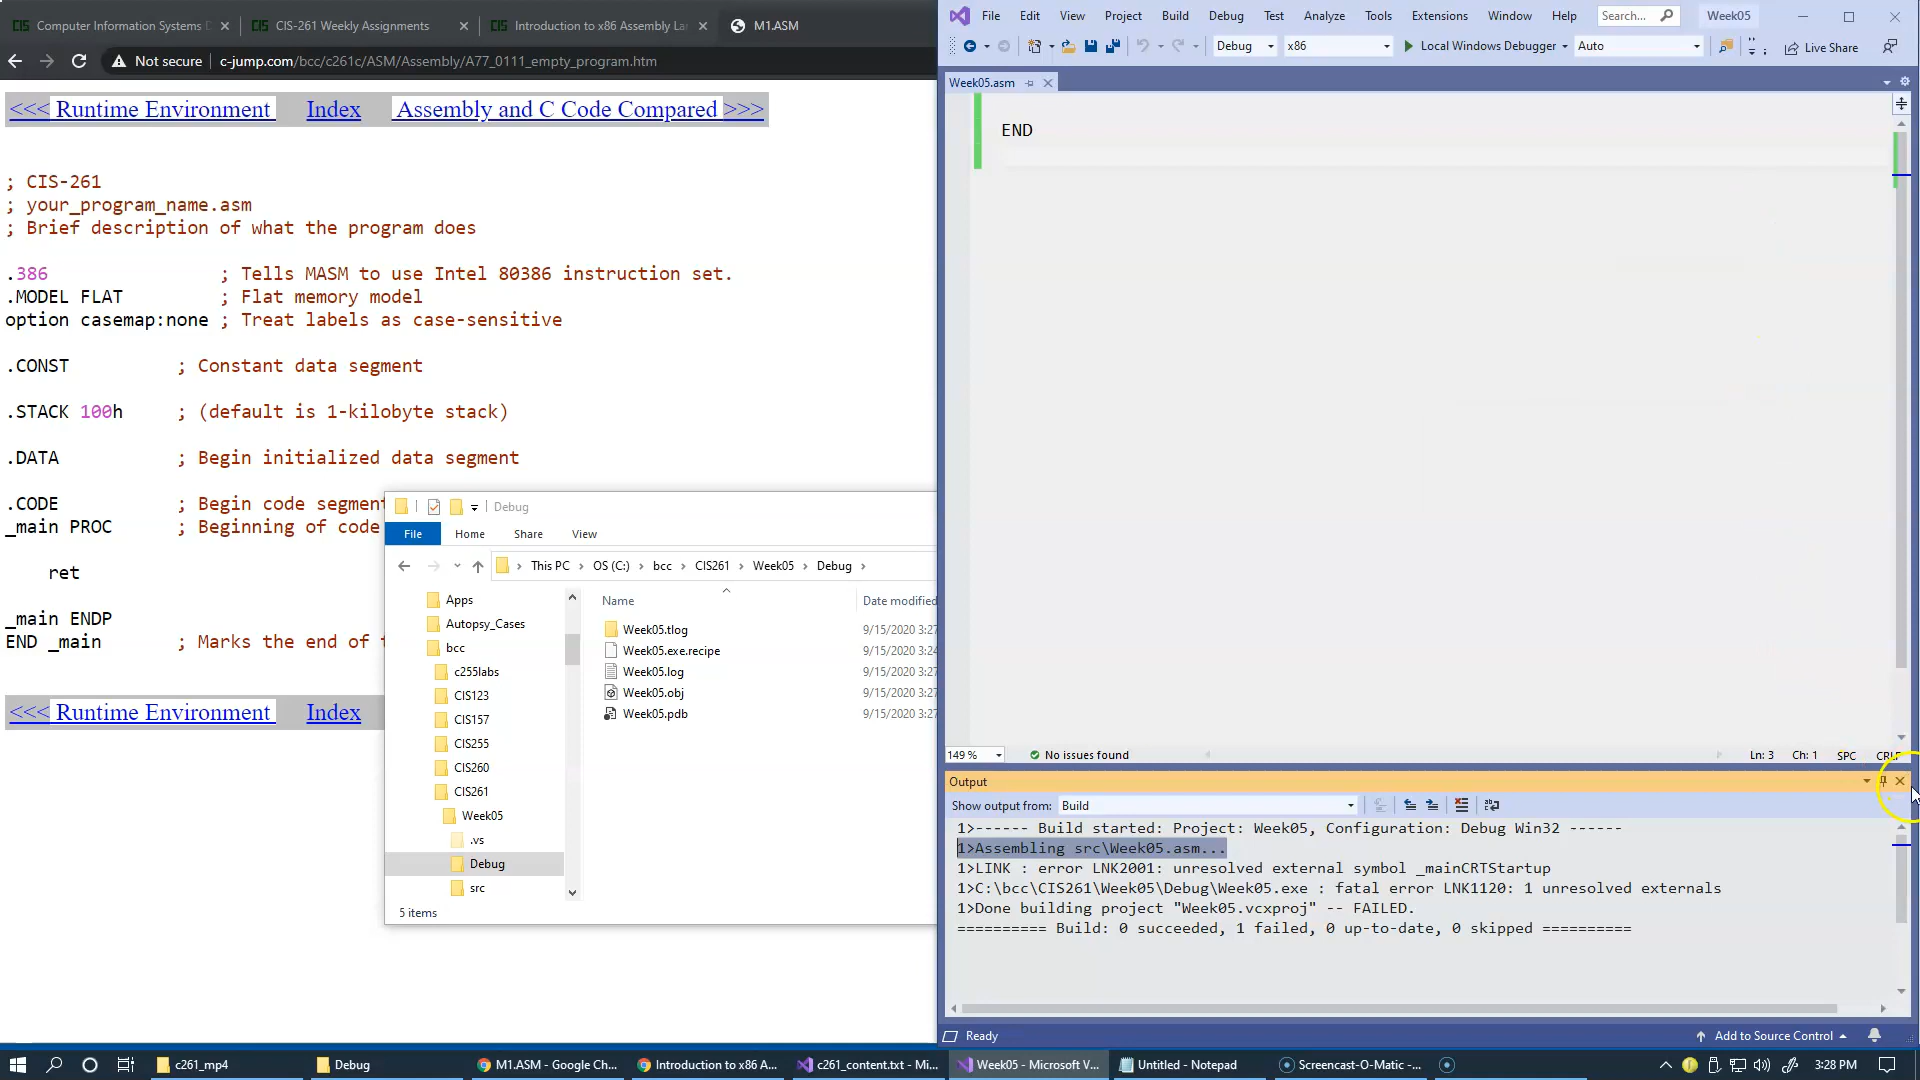 Computer Information Systems D
CIS-261 Weekly Assignments
Introduction to x86 Assembly La
M1.ASM
Not secure
c-jump.com/bcc/c261c/ASM/Assembly/A77_0111_empty_program.htm
<<< Runtime Environment Index Assembly and C Code Compared >>>
; CIS-261
; your_program_name.asm
; Brief description of what the program does
.386 ; Tells MASM to use Intel 80386 instruction set.
.MODEL FLAT ; Flat memory model
option casemap:none ; Treat labels as case-sensitive
.CONST ; Constant data segment
.STACK 100h ; (default is 1-kilobyte stack)
.DATA ; Begin initialized data segment
.CODE ; Begin code segment
_main PROC ; Beginning of code
ret
_main ENDP
END _main ; Marks the end of
<<< Runtime Environment Index
Debug
File Home Share View
This PC > OS (C:) > bcc > CIS261 > Week05 > Debug >
Apps
Autopsy_Cases
bcc
c255labs
CIS123
CIS157
CIS255
CIS260
CIS261
Week05
.vs
Debug
src
Name Date modified
Week05.tlog 9/15/2020 3:27
Week05.exe.recipe 9/15/2020 3:24
Week05.log 9/15/2020 3:27
Week05.obj 9/15/2020 3:27
Week05.pdb 9/15/2020 3:27
5 items
File Edit View Project Build Debug Test Analyze Tools Extensions Window Help Search... Week05
Debug x86 Local Windows Debugger Auto Live Share
Week05.asm
END
149 % No issues found Ln: 3 Ch: 1 SPC CRLF
Output
Show output from: Build
1>------ Build started: Project: Week05, Configuration: Debug Win32 ------
1>Assembling src\Week05.asm...
1>LINK : error LNK2001: unresolved external symbol _mainCRTStartup
1>C:\bcc\CIS261\Week05\Debug\Week05.exe : fatal error LNK1120: 1 unresolved externals
1>Done building project "Week05.vcxproj" -- FAILED.
========== Build: 0 succeeded, 1 failed, 0 up-to-date, 0 skipped ==========
Ready Add to Source Control
c261_mp4
Debug
M1.ASM - Google Ch...
Introduction to x86 A...
c261_content.txt - Mi...
Week05 - Microsoft V...
Untitled - Notepad
Screencast-O-Matic -...
3:28 PM